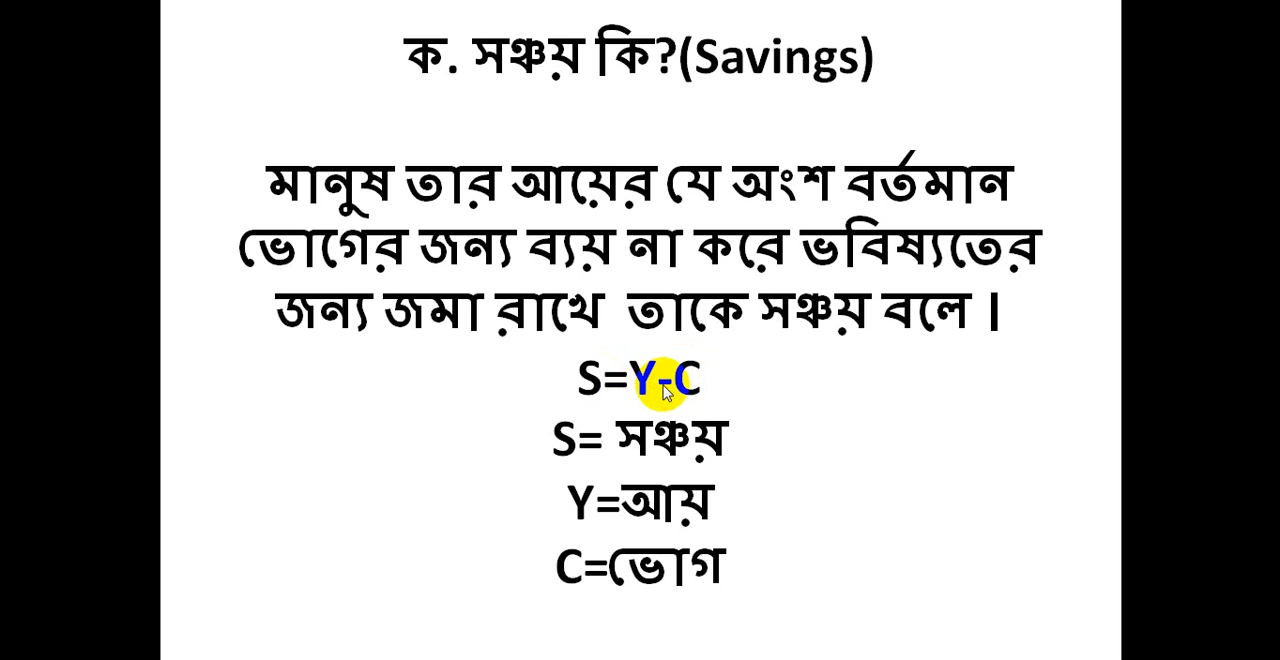 ক. সঞ্চয় কি?(Savings)
মানুষ তার আয়ের যে অংশ বর্তমান
ভোগের জন্য ব্যয় না করে ভবিষ্যতের
জন্য জমা রাখে তাকে সঞ্চয় বলে ।
S=Y-C
S= সঞ্চয়
Y=আয়
C=ভোগ